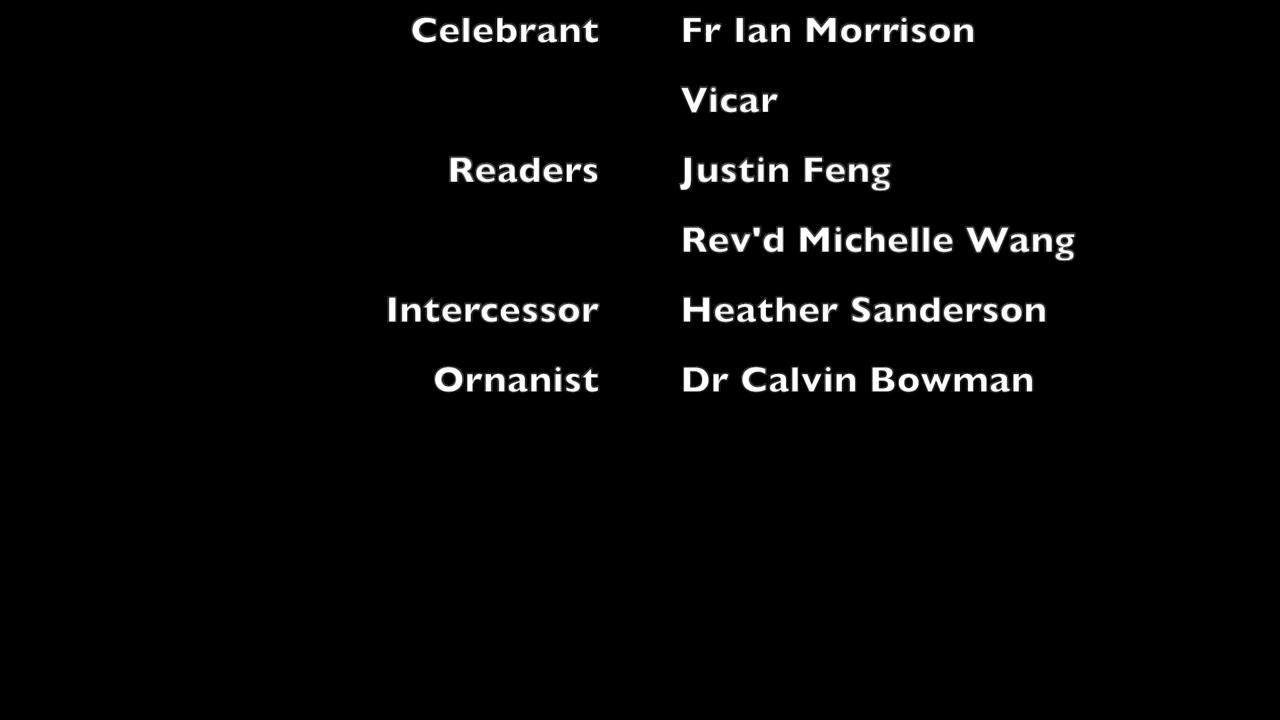 Celebrant Fr Ian Morrison
Vicar
Readers Justin Feng
Rev'd Michelle Wang
Intercessor Heather Sanderson
Ornanist Dr Calvin Bowman